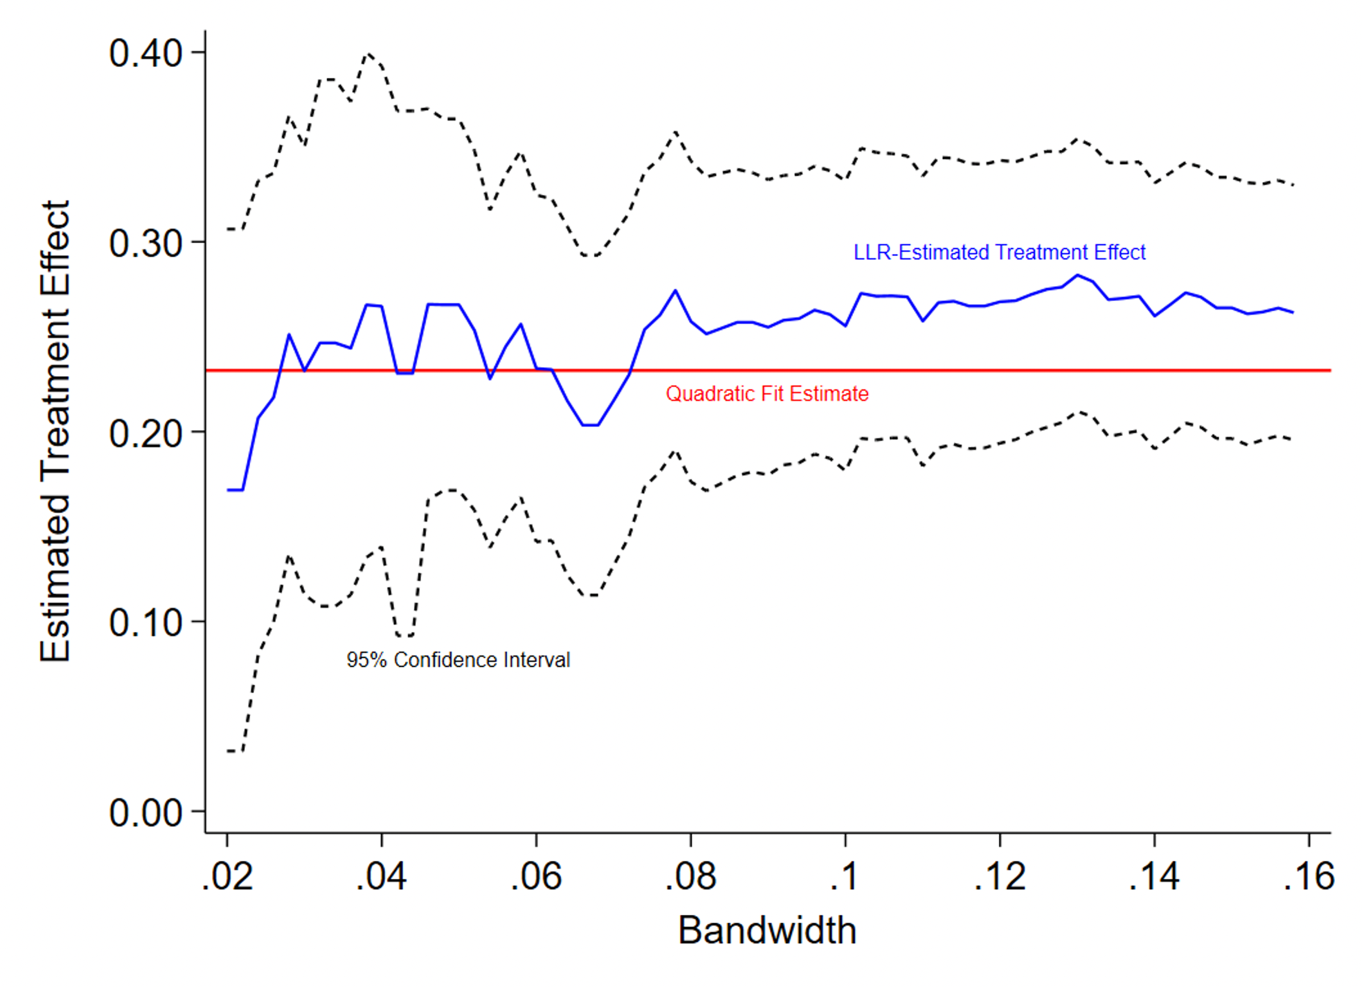 0.40
0.30
0.20
0.10
0.00
Estimated Treatment Effect
LLR-Estimated Treatment Effect
Quadratic Fit Estimate
95% Confidence Interval
.02 .04 .06 .08 .1 .12 .14 .16
Bandwidth